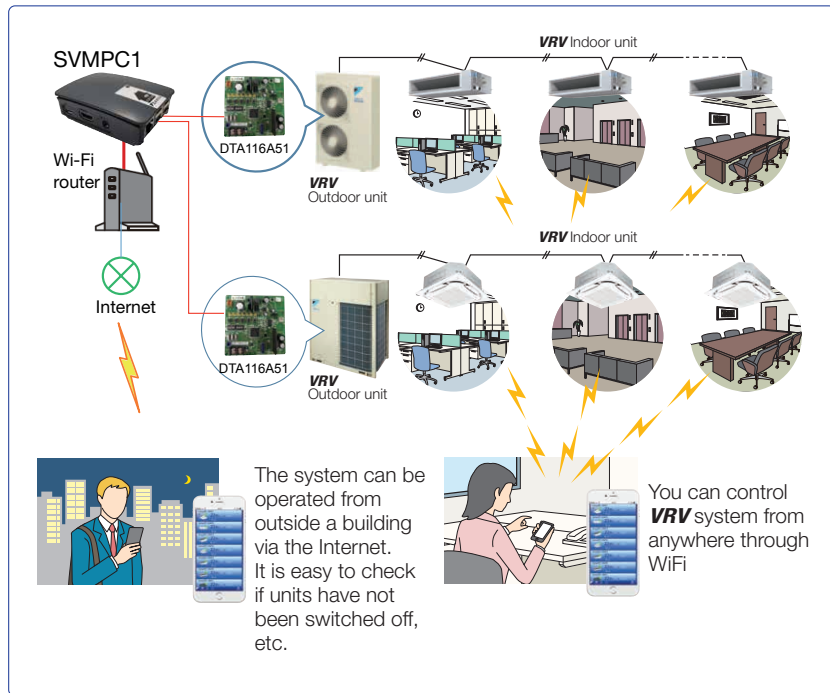 SVMPC1
VRV Indoor unit
DTA116A51
Wi-Fi
router
VRV
Outdoor unit
VRV Indoor unit
Internet
DTA116A51
VRV
Outdoor unit
The system can be
operated from
outside a building
via the Internet.
It is easy to check
if units have not
been switched off,
etc.
You can control
VRV system from
anywhere through
WiFi